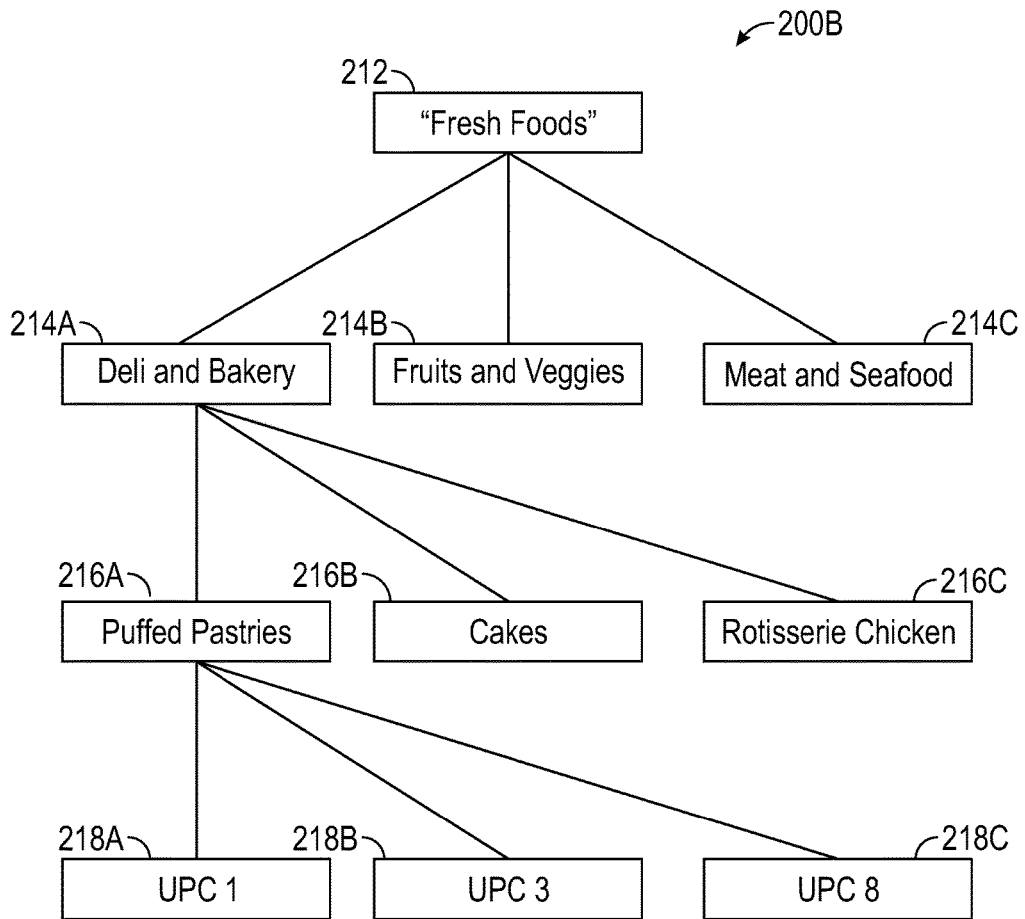 200B
212
“Fresh Foods”
214A
214B
214C
Deli and Bakery
Fruits and Veggies
Meat and Seafood
216A
216B
216C
Puffed Pastries
Cakes
Rotisserie Chicken
218A
218B
218C
UPC 1
UPC 3
UPC 8